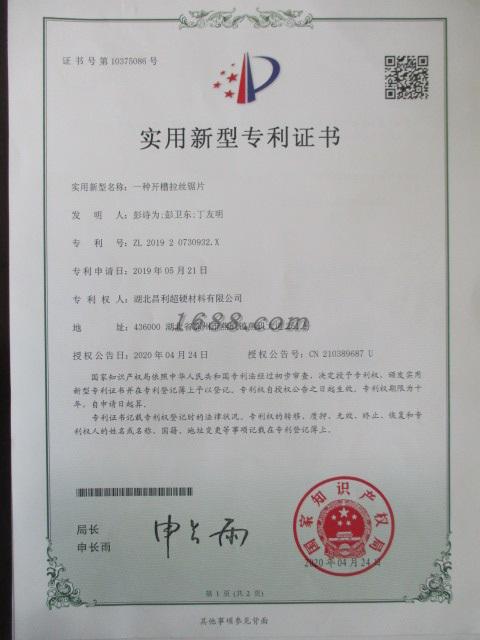 证书号第10375086号
实用新型专利证书
实用新型名称：一种开槽拉丝锯片
发 明 人：彭诗为;彭卫东;丁友明
专 利 号：ZL 2019 2 0730932.X
专利申请日：2019年05月21日
专 利 权 人：湖北昌利超硬材料有限公司
地 址：436000 湖北省
1688.com
授权公告日：2020年04月24日 授权公告号：CN 210389687 U
国家知识产权局依照中华人民共和国专利法经过初步审查，决定授予专利权，颁发实用
新型专利证书并在专利登记簿上予以登记。专利权自授权公告之日起生效。专利权期限为十
年，自申请日起算。
专利证书记载专利权登记时的法律状况。专利权的转移、质押、无效、终止、恢复和专
利权人的姓名或名称、国籍、地址变更等事项记载在专利登记簿上。
局长
申长雨
申长雨
国家知识产权局
2020年04月24日
第 1 页 (共 2 页)
其他事项参见背面